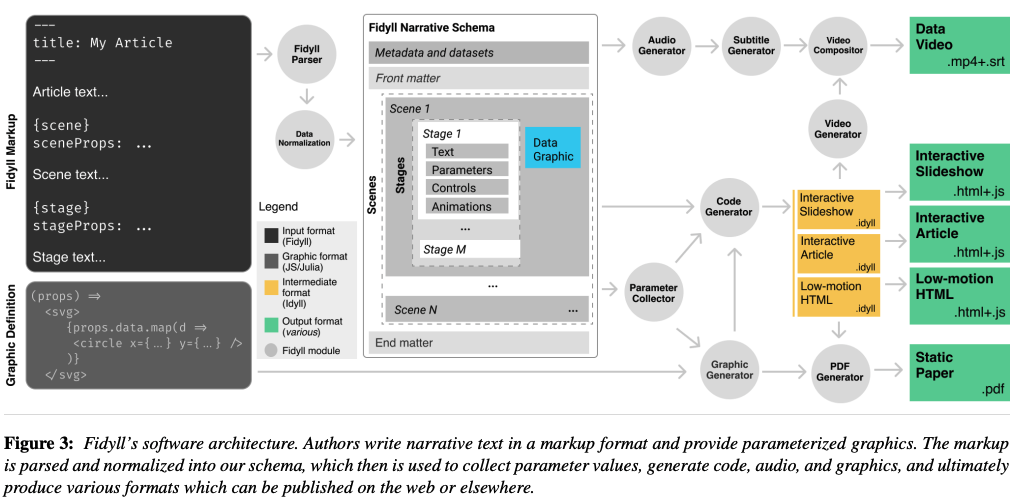 Fidyll Markup
---
title: My Article
---
Article text...
{scene}
sceneProps: ...
Scene text...
{stage}
stageProps: ...
Stage text...
Graphic Definition
(props) ⇒
<svg>
{props.data.map(d ⇒
<circle x={…} y={…} />
)}
</svg>
Fidyll
Parser
Data
Normalization
Legend
Input format
(Fidyll)
Graphic format
(JS/Julia)
Intermediate
format
(Idyll)
Output format
(various)
Fidyll module
Fidyll Narrative Schema
Metadata and datasets
Front matter
Scenes
Scene 1
Stages
Stage 1
Text
Parameters
Controls
Animations
...
Stage M
Data
Graphic
...
Scene N
...
End matter
Audio
Generator
Subtitle
Generator
Video
Compositor
Video
Generator
Code
Generator
Parameter
Collector
Graphic
Generator
PDF
Generator
Interactive
Slideshow
.idyll
Interactive
Article
.idyll
Low-motion
HTML
.idyll
Data
Video
.mp4+.srt
Interactive
Slideshow
.html+.js
Interactive
Article
.html+.js
Low-motion
HTML
.html+.js
Static
Paper
.pdf
Figure 3: Fidyll's software architecture. Authors write narrative text in a markup format and provide parameterized graphics. The markup
is parsed and normalized into our schema, which then is used to collect parameter values, generate code, audio, and graphics, and ultimately
produce various formats which can be published on the web or elsewhere.